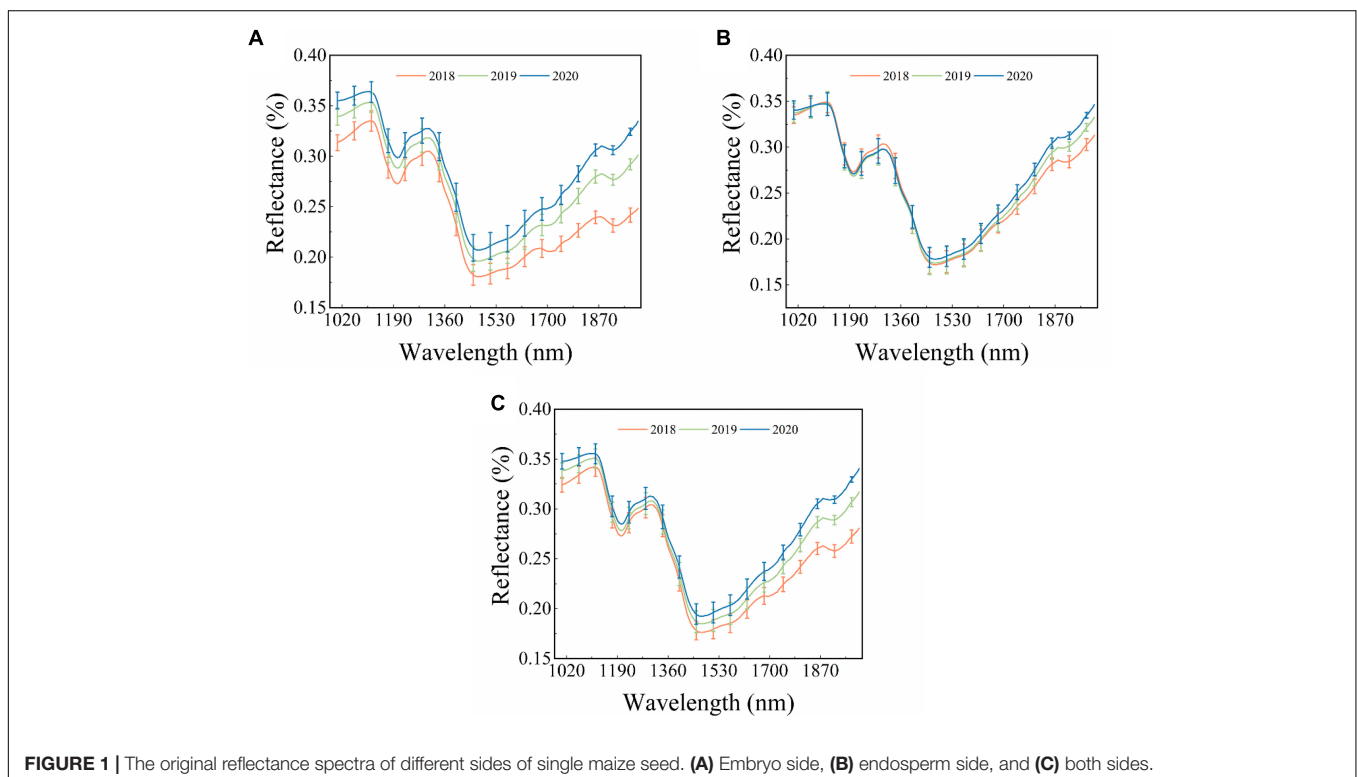 A
0.40
0.35
0.30
0.25
0.20
0.15
Reflectance (%)
2018 2019 2020
1020 1190 1360 1530 1700 1870
Wavelength (nm)
B
0.40
0.35
0.30
0.25
0.20
0.15
Reflectance (%)
2018 2019 2020
1020 1190 1360 1530 1700 1870
Wavelength (nm)
C
0.40
0.35
0.30
0.25
0.20
0.15
Reflectance (%)
2018 2019 2020
1020 1190 1360 1530 1700 1870
Wavelength (nm)
FIGURE 1 | The original reflectance spectra of different sides of single maize seed. (A) Embryo side, (B) endosperm side, and (C) both sides.